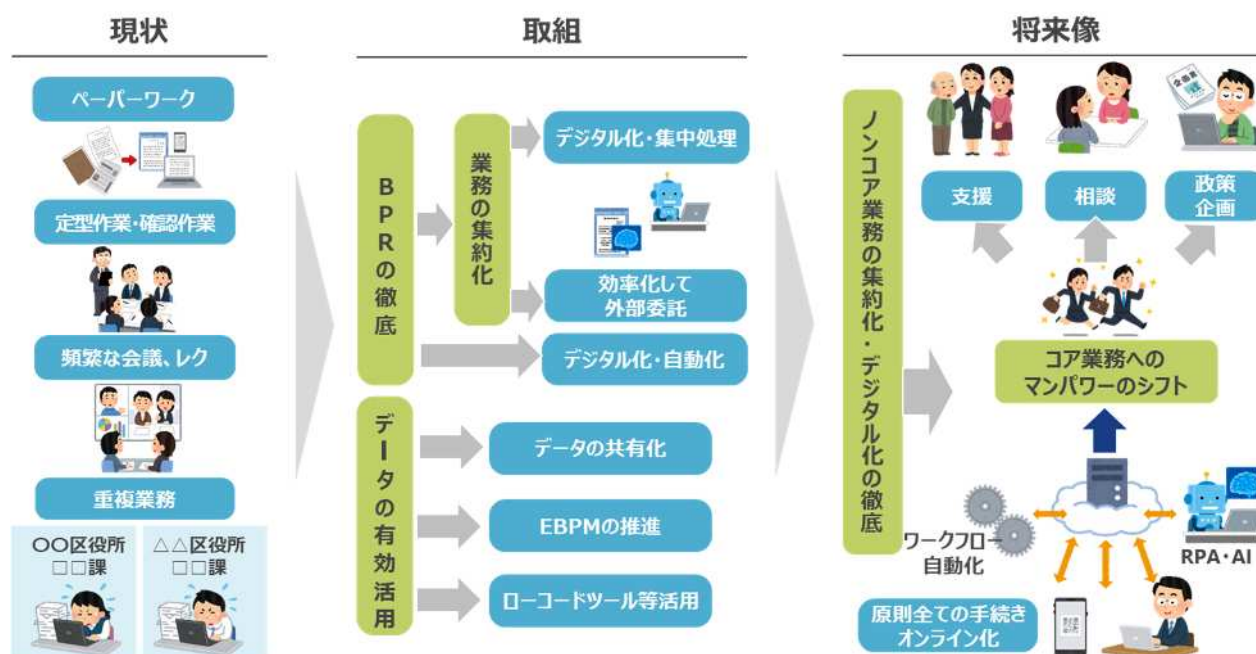 現状
ペーパーワーク
定型作業・確認作業
頻繁な会議、レク
重複業務
〇〇区役所
□□課
△△区役所
□□課
取組
BPRの徹底
業務の集約化
デジタル化・集中処理
効率化して
外部委託
デジタル化・自動化
データの有効活用
データの共有化
EBPMの推進
ローコードツール等活用
将来像
ノンコア業務の集約化・デジタル化の徹底
企画書
支援
相談
政策
企画
コア業務への
マンパワーのシフト
ワークフロー
自動化
RPA・AI
原則全ての手続き
オンライン化